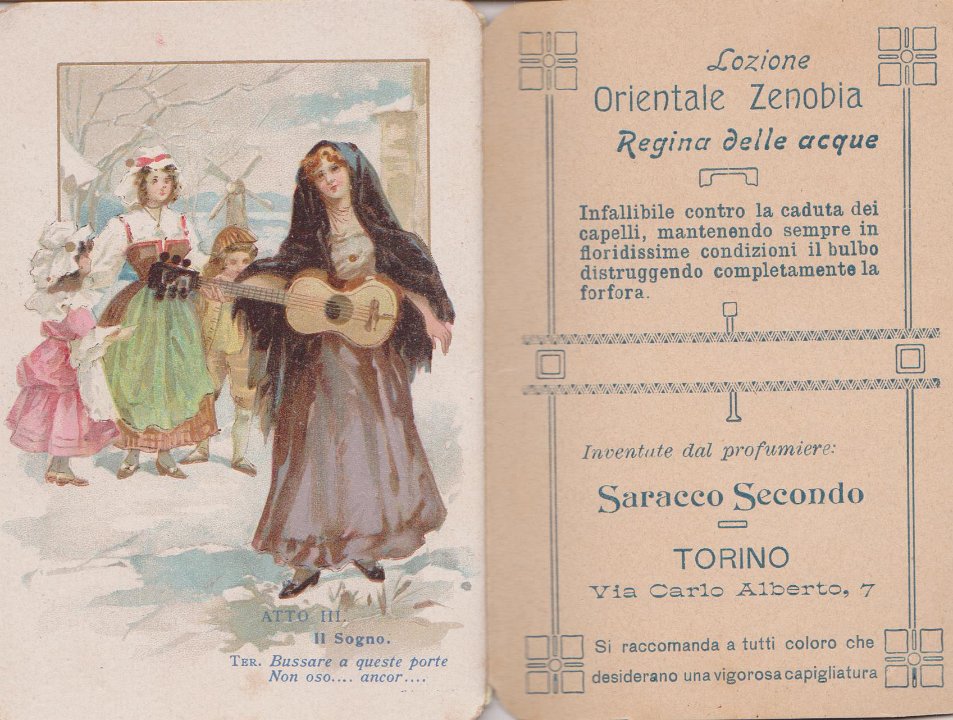 ATTO III.
Il Sogno.
TER. Bussare a queste porte
Non oso.... ancor....
Lozione
Orientale Zenobia
Regina delle acque
Infallibile contro la caduta dei
capelli, mantenendo sempre in
floridissime condizioni il bulbo
distruggendo completamente la
forfora.
Inventate dal profumiere:
Saracco Secondo
TORINO
Via Carlo Alberto, 7
Si raccomanda a tutti coloro che
desiderano una vigorosa capigliatura